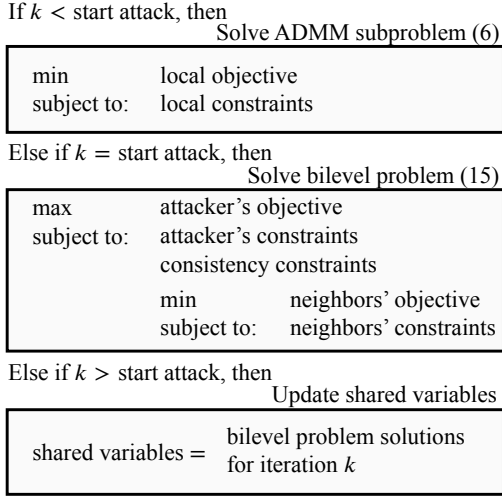 If k < start attack, then
Solve ADMM subproblem (6)
min local objective
subject to: local constraints
Else if k = start attack, then
Solve bilevel problem (15)
max attacker's objective
subject to: attacker's constraints
consistency constraints
min neighbors' objective
subject to: neighbors' constraints
Else if k > start attack, then
Update shared variables
shared variables = bilevel problem solutions
for iteration k